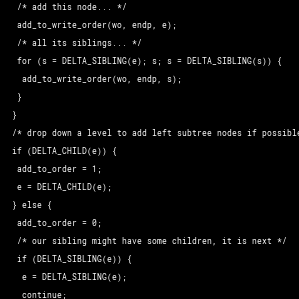 /* add this node... */
add_to_write_order(wo, endp, e);
/* all its siblings... */
for (s = DELTA_SIBLING(e); s; s = DELTA_SIBLING(s)) {
add_to_write_order(wo, endp, s);
}
}
/* drop down a level to add left subtree nodes if possible
if (DELTA_CHILD(e)) {
add_to_order = 1;
e = DELTA_CHILD(e);
} else {
add_to_order = 0;
/* our sibling might have some children, it is next */
if (DELTA_SIBLING(e)) {
e = DELTA_SIBLING(e);
continue;